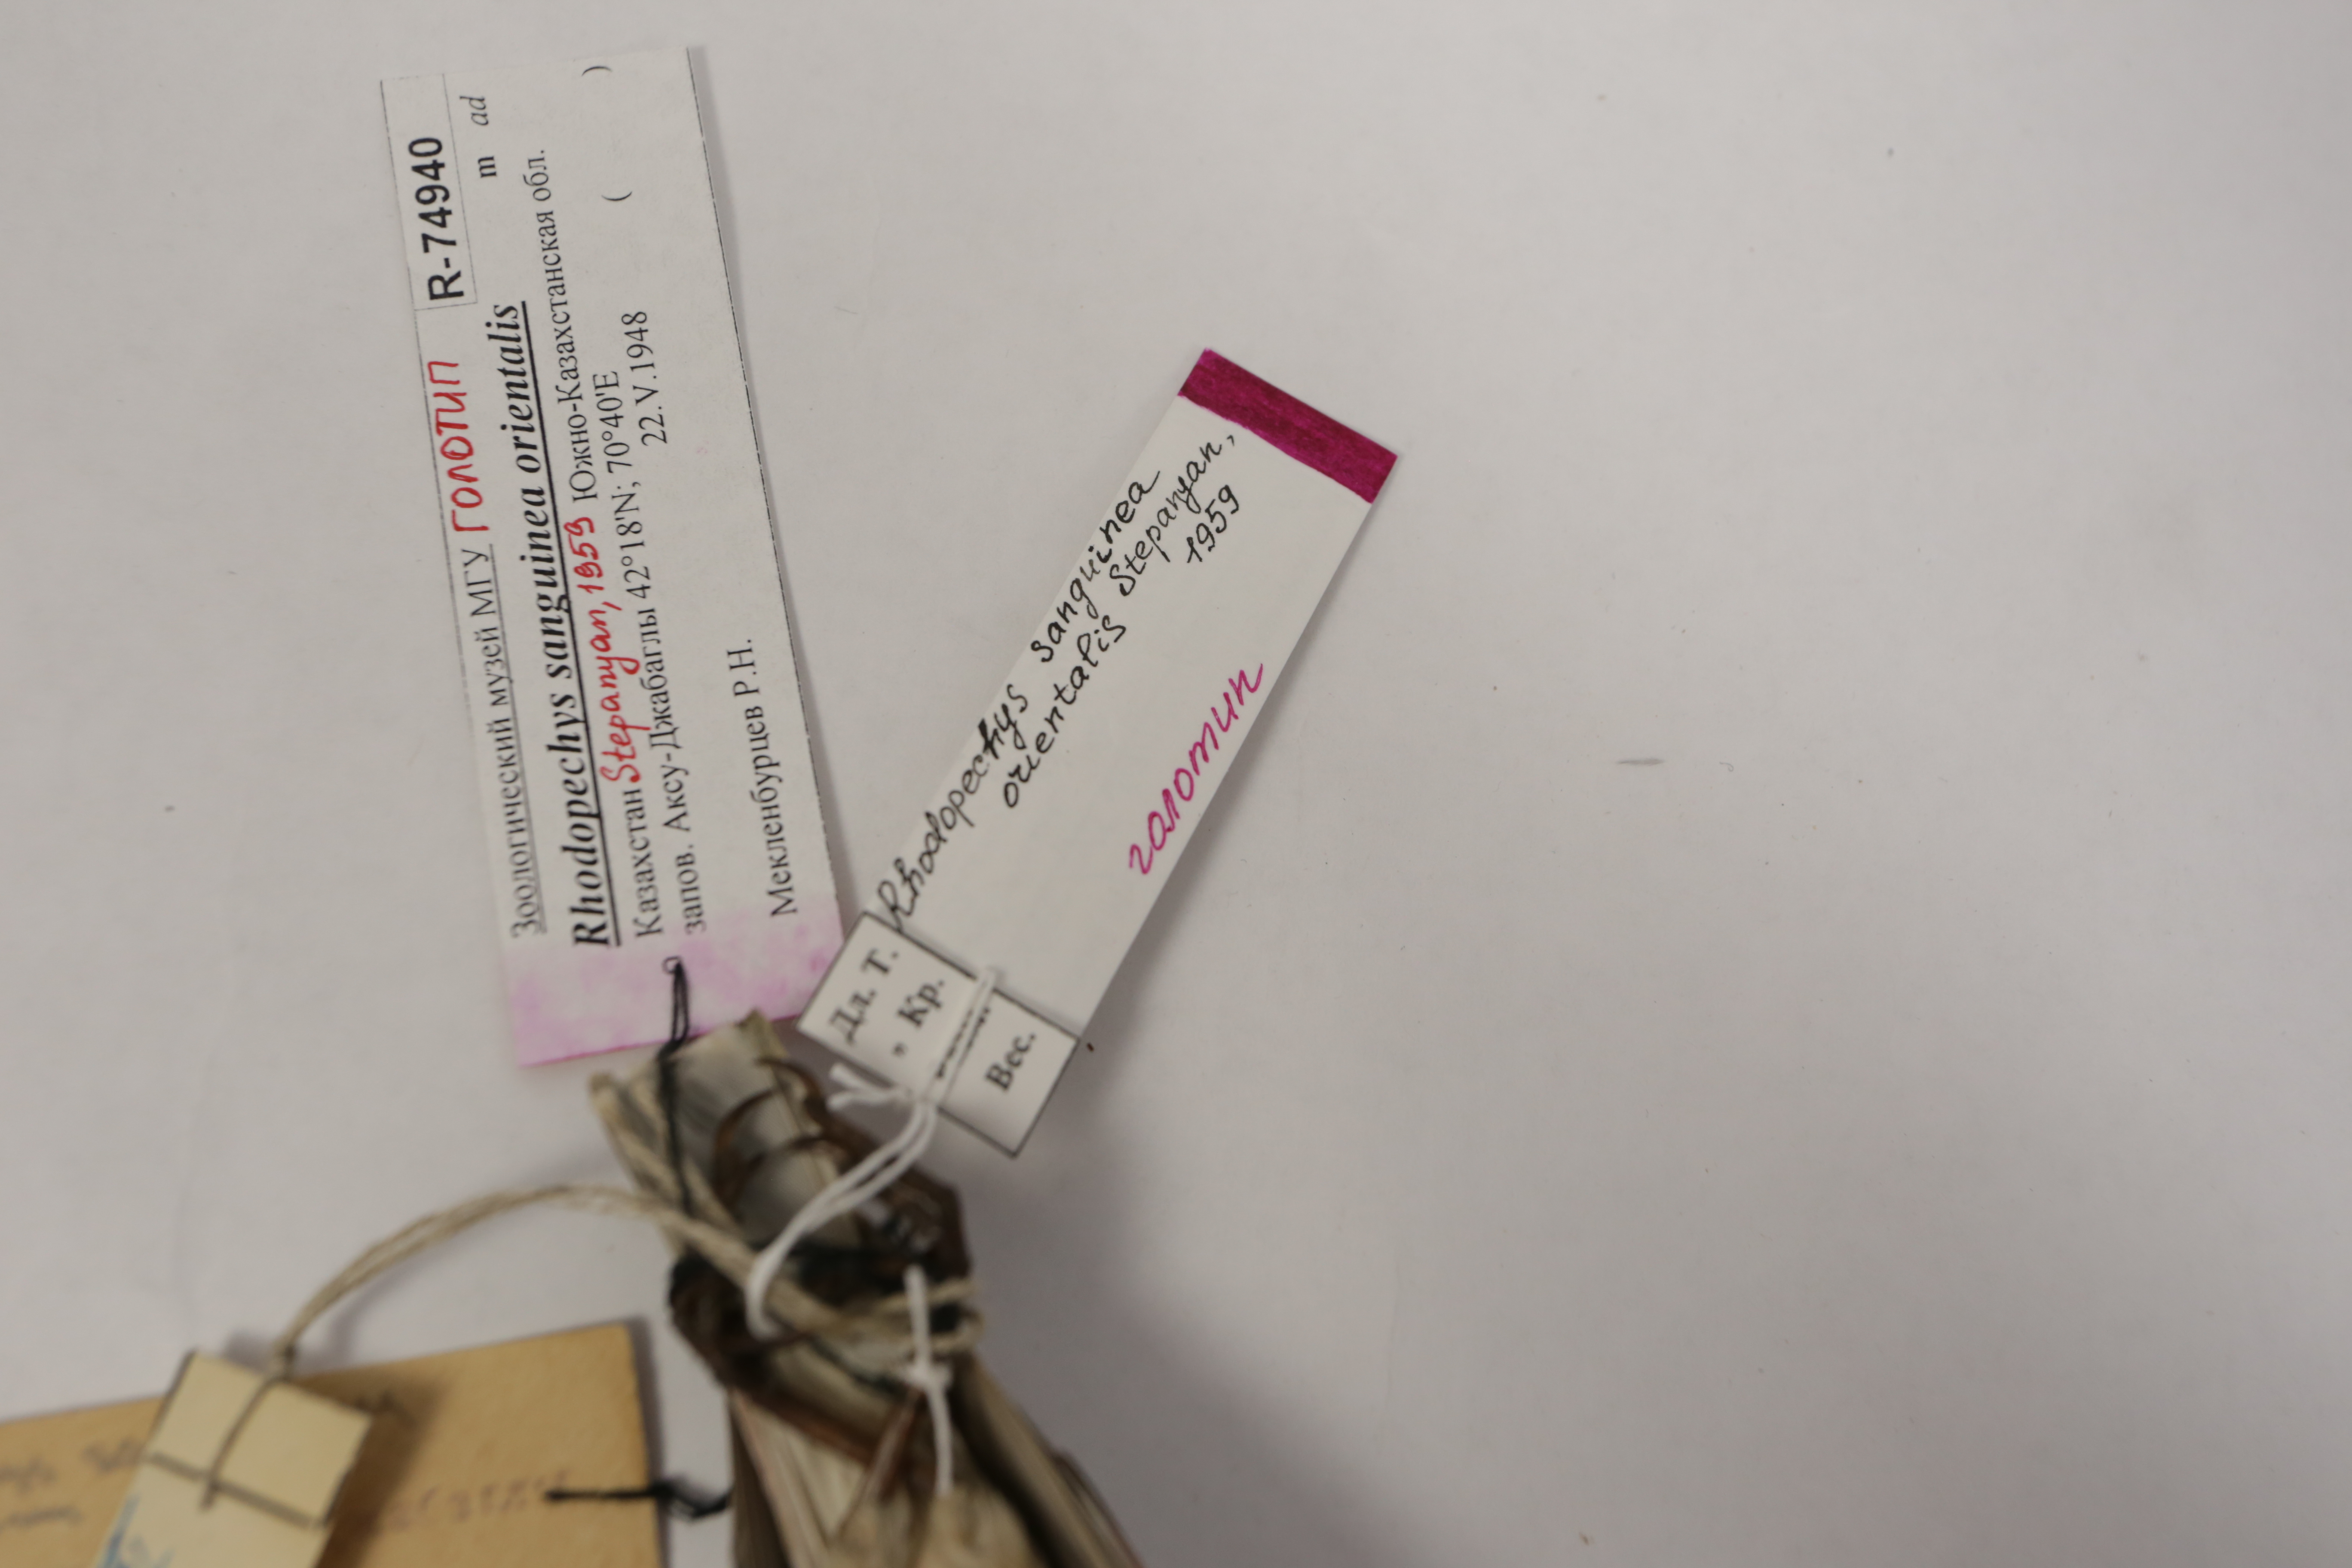 Зоологический музей МГУ ГОЛОТИП R-74940
Rhodopechys sanguinea orientalis m ad
Stepanyan, 1959
Казахстан Южно-Казахстанская обл.
запов. Аксу-Джабаглы 42°18'N; 70°40'E
22.V.1948 ( )
Мекленбурцев Р.Н.
Rhodopechys sanguinea
orientalis Stepanyan,
1959
голотип
Дл. Т.
" Кр.
Вес.